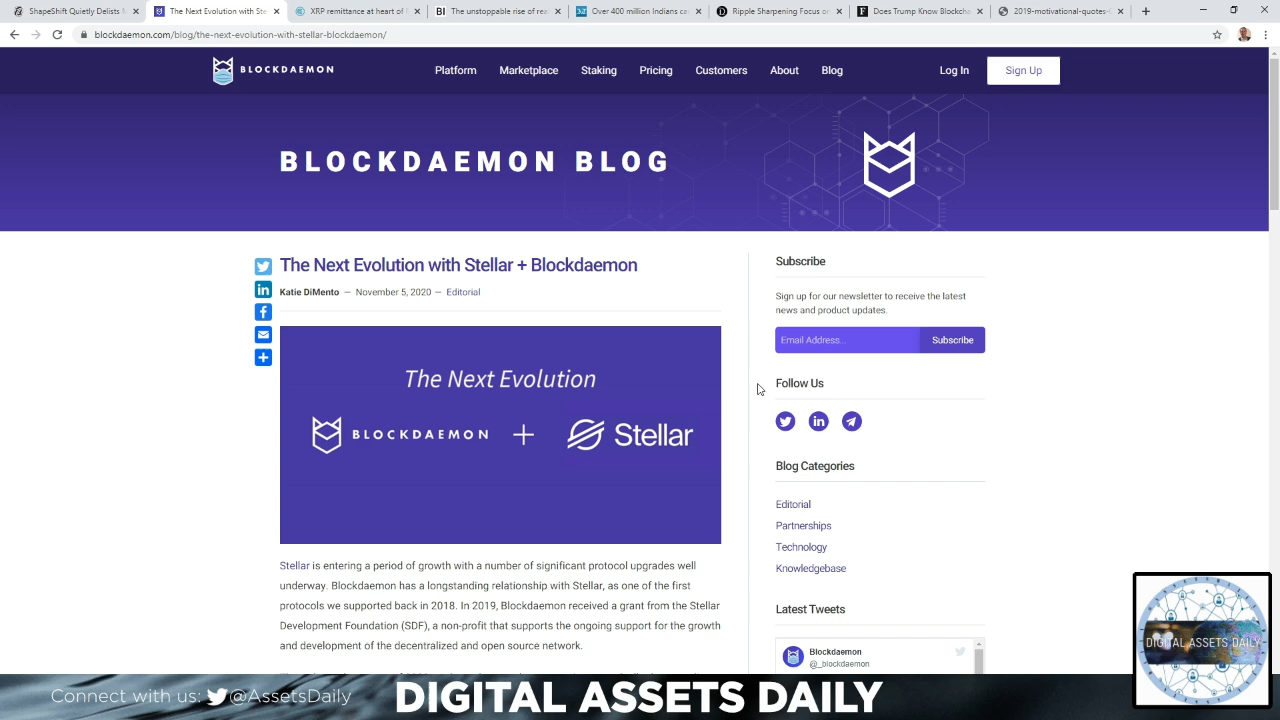 ShapeShift Quietly Delists M
The Next Evolution with Ste
XRP remittance at heart of
The unstoppable rise of red
Over 400 million Indians ca
Ripple Sharpening Focus on
Does Trump Know Blockch
2019-motivational-quotes-
blockdaemon.com/blog/the-next-evolution-with-stellar-blockdaemon/
BLOCKDAEMON
Platform
Marketplace
Staking
Pricing
Customers
About
Blog
Log In
Sign Up
BLOCKDAEMON BLOG
The Next Evolution with Stellar + Blockdaemon
Katie DiMento — November 5, 2020 — Editorial
The Next Evolution
BLOCKDAEMON + Stellar
Stellar is entering a period of growth with a number of significant protocol upgrades well
underway. Blockdaemon has a longstanding relationship with Stellar, as one of the first
protocols we supported back in 2018. In 2019, Blockdaemon received a grant from the Stellar
Development Foundation (SDF), a non-profit that supports the ongoing support for the growth
and development of the decentralized and open source network.
Subscribe
Sign up for our newsletter to receive the latest
news and product updates.
Email Address...
Subscribe
Follow Us
Blog Categories
Editorial
Partnerships
Technology
Knowledgebase
Latest Tweets
Blockdaemon
@_blockdaemon
DIGITAL ASSETS DAILY
Connect with us: @AssetsDaily
DIGITAL ASSETS DAILY